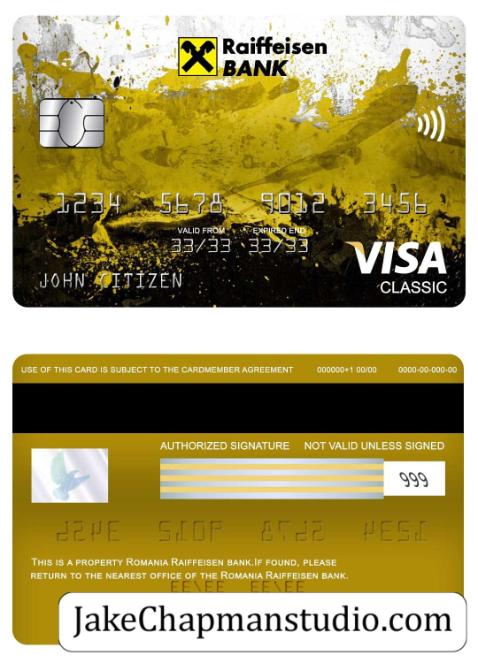 Raiffeisen
BANK
1234 5678 9012 3456
VALID FROM EXPIRED END
33/33 33/33
JOHN CITIZEN
VISA
CLASSIC
USE OF THIS CARD IS SUBJECT TO THE CARDMEMBER AGREEMENT 000000+1 00/00 0000-00-000-00
AUTHORIZED SIGNATURE NOT VALID UNLESS SIGNED
999
THIS IS A PROPERTY ROMANIA RAIFFEISEN BANK.IF FOUND, PLEASE
RETURN TO THE NEAREST OFFICE OF THE ROMANIA RAIFFEISEN BANK.
JakeChapmanstudio.com